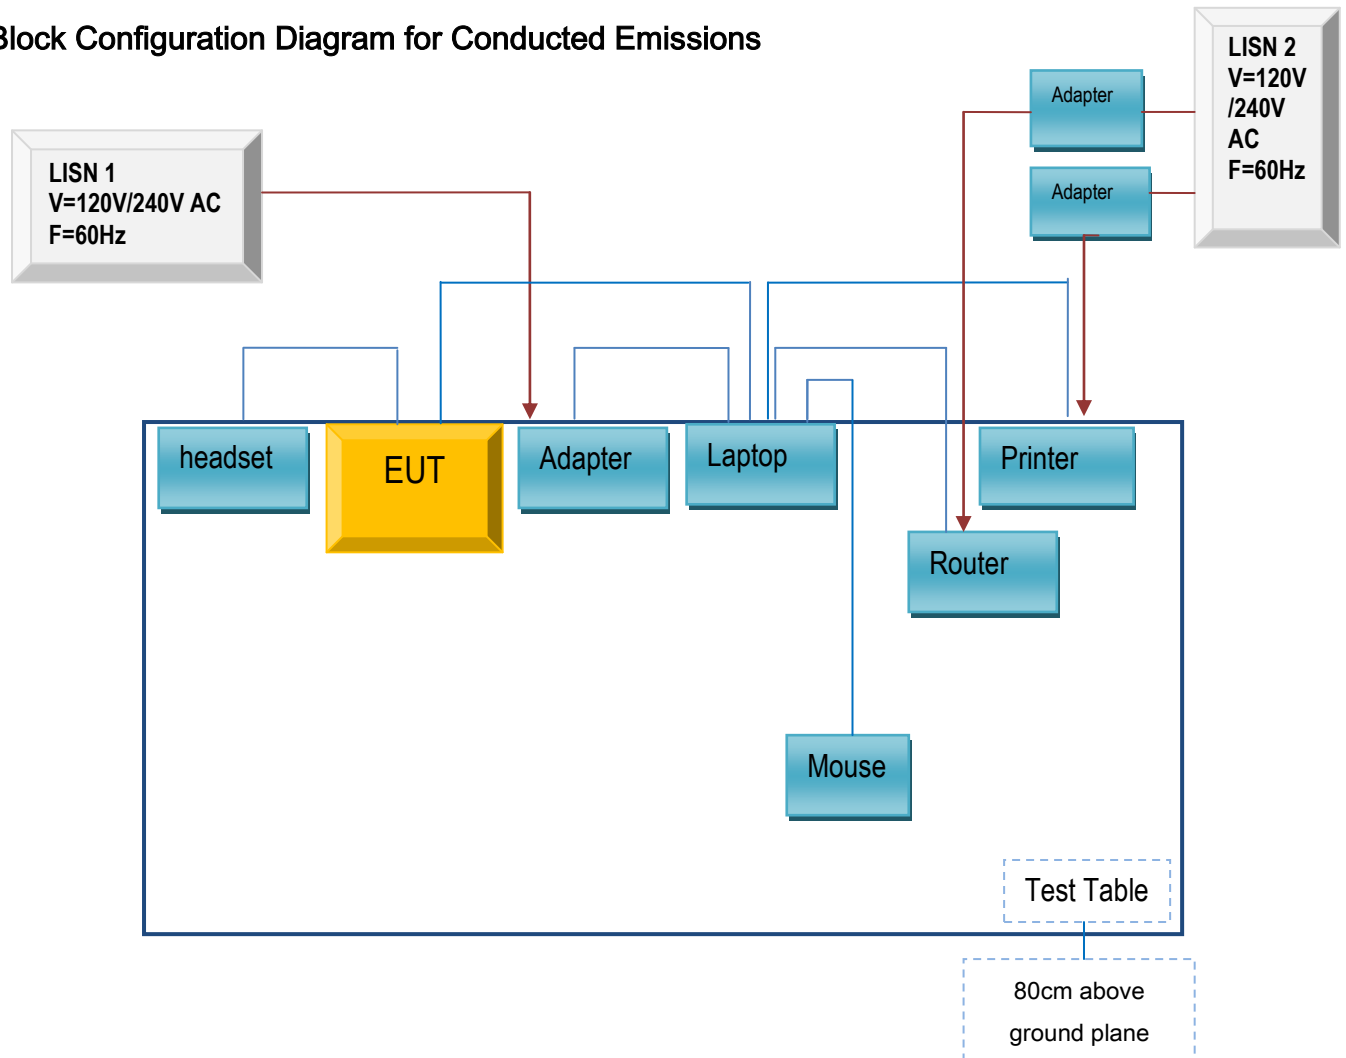 Block Configuration Diagram for Conducted Emissions
LISN 1
V=120V/240V AC
F=60Hz
Adapter
Adapter
LISN 2
V=120V
/240V
AC
F=60Hz
headset
EUT
Adapter
Laptop
Printer
Router
Mouse
Test Table
80cm above
ground plane